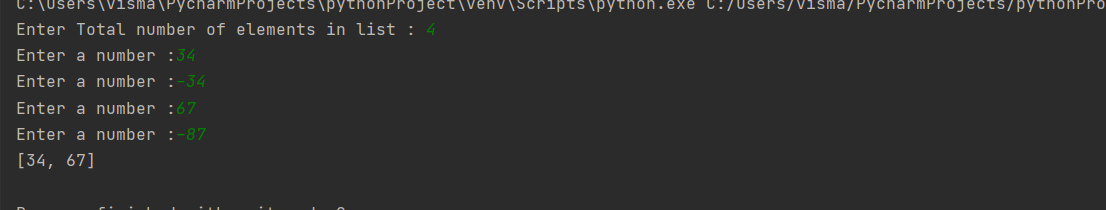 C:\Users\Visma\PycharmProjects\pythonProject\venv\Scripts\python.exe C:/Users/Visma/PycharmProjects/pythonPro
Enter Total number of elements in list : 4
Enter a number :34
Enter a number :-34
Enter a number :67
Enter a number :-87
[34, 67]